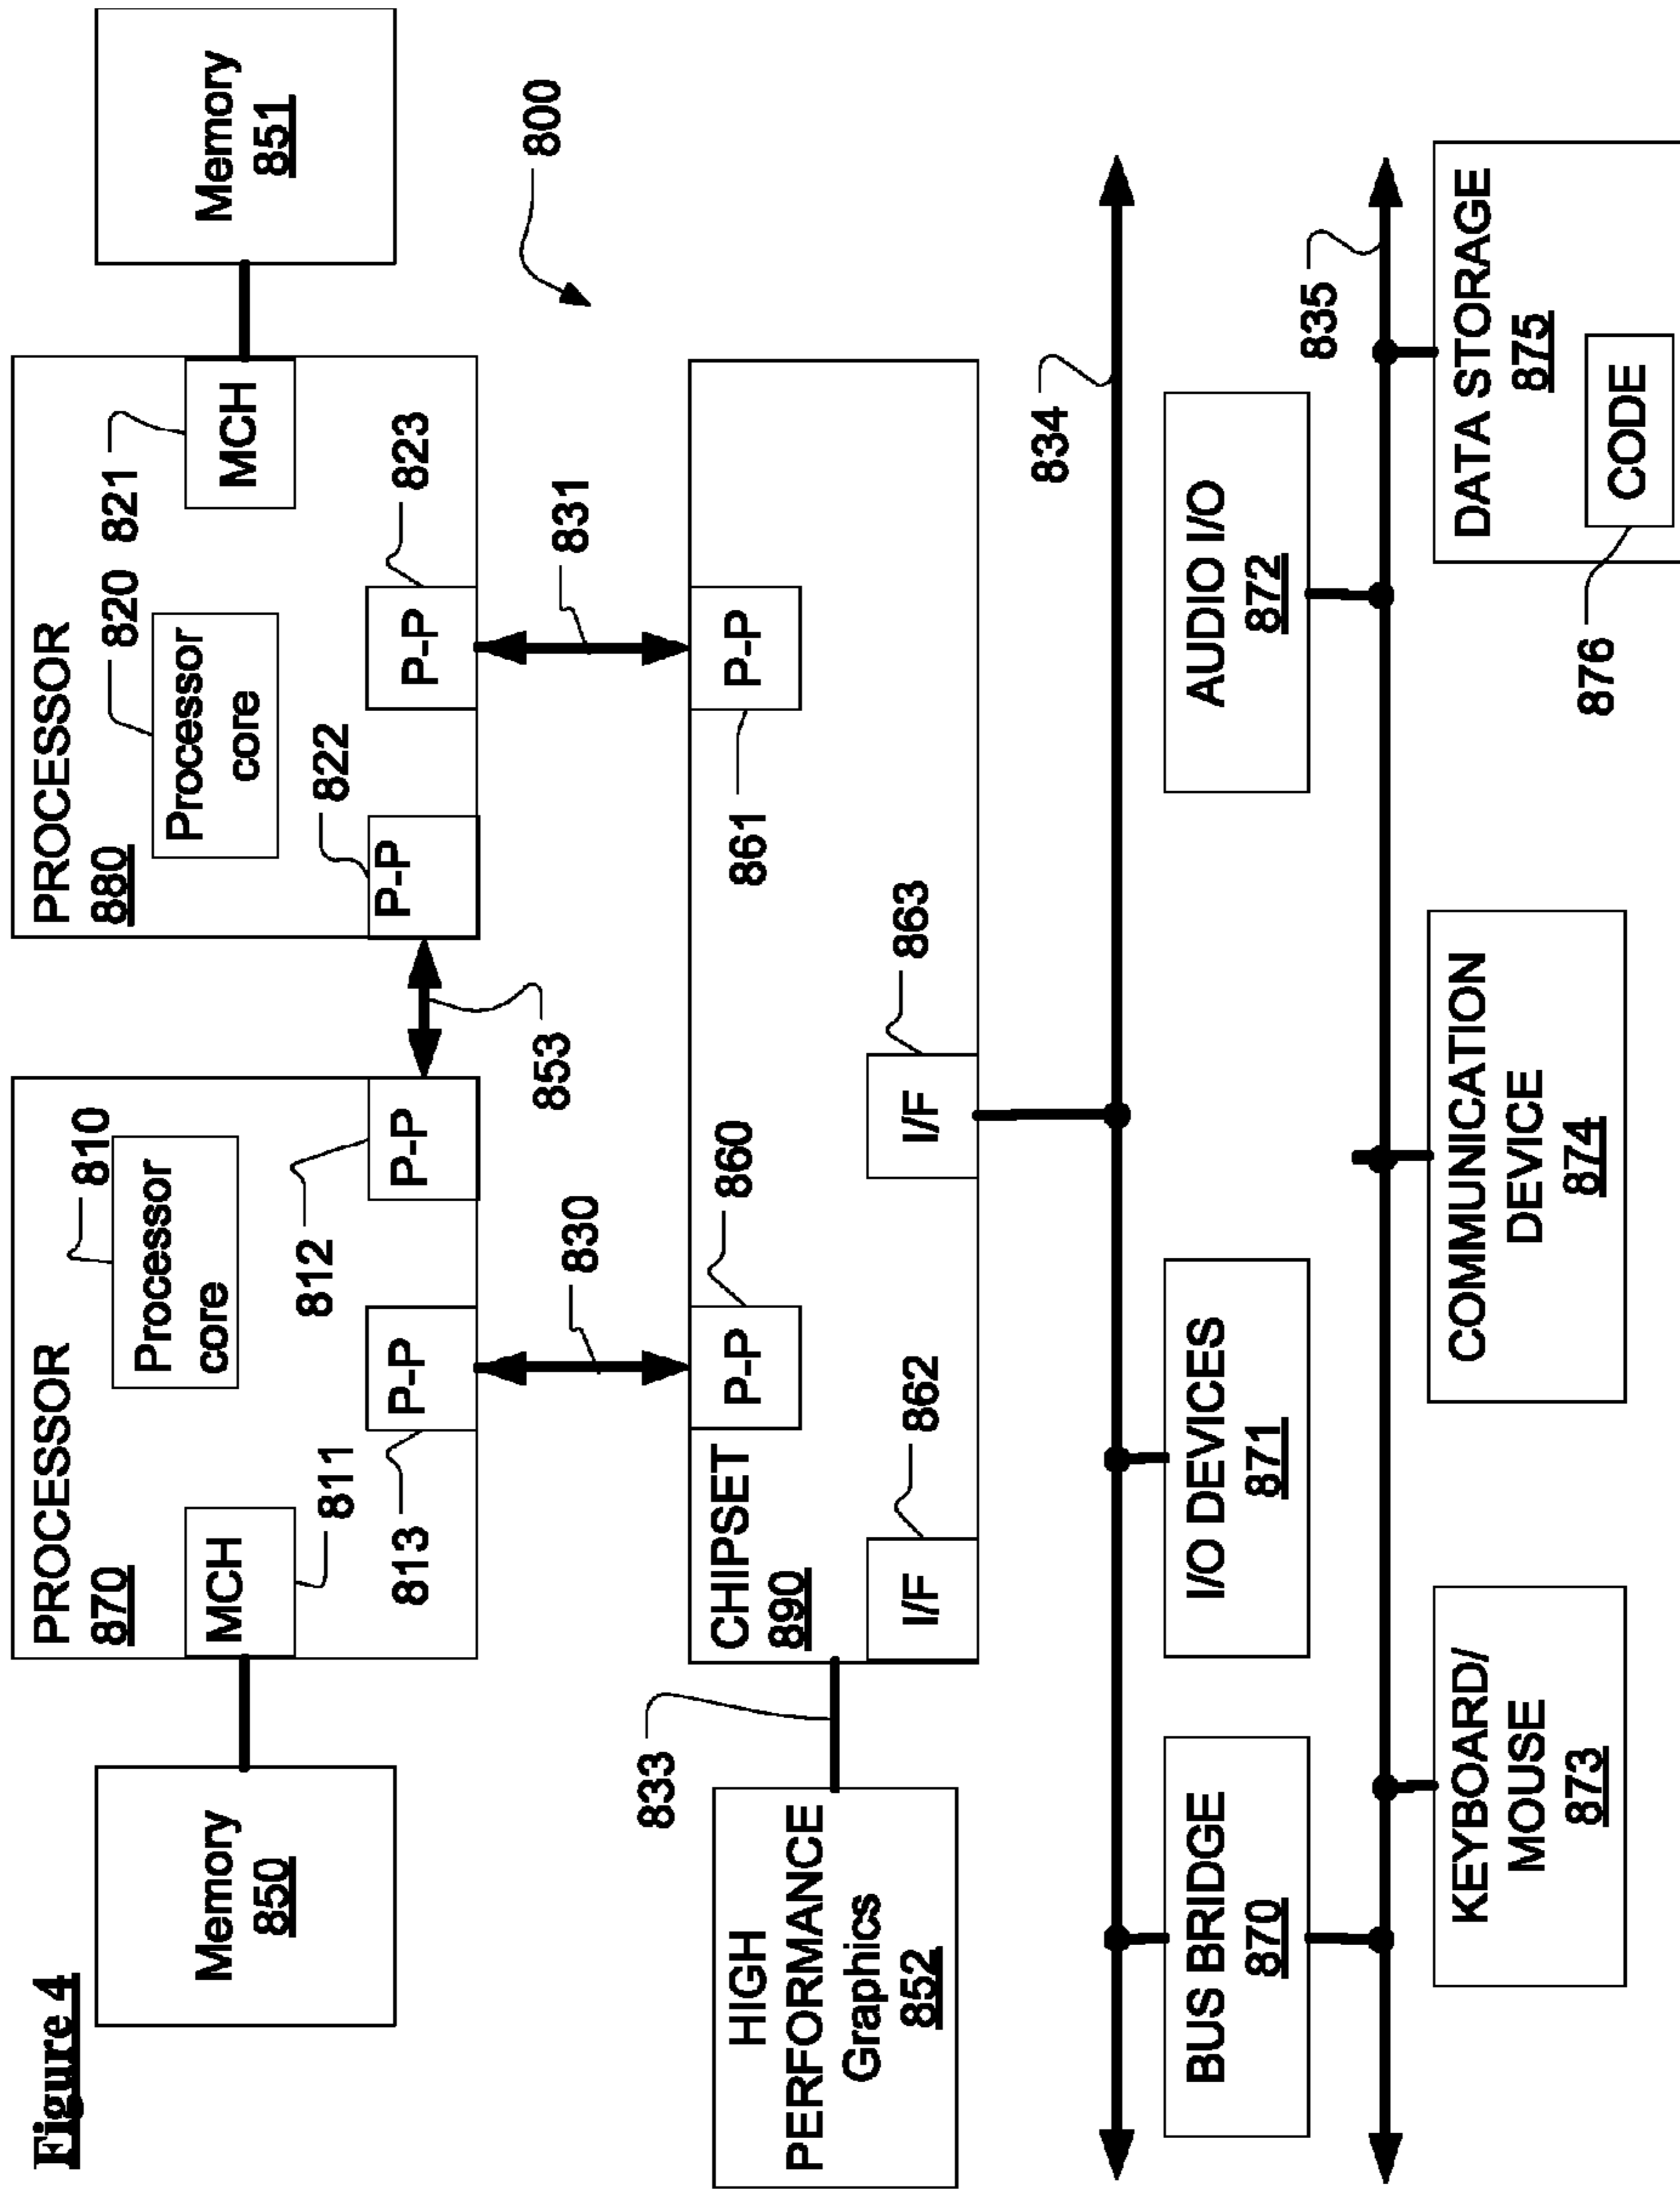 Figure 4
Memory
850
PROCESSOR
870
MCH
811
Processor
core
810
P-P
813
P-P
812
853
PROCESSOR
880
Processor
core
820
821
MCH
P-P
822
P-P
823
Memory
851
800
830
831
HIGH
PERFORMANCE
Graphics
852
833
CHIPSET
890
P-P
860
P-P
861
I/F
862
I/F
863
834
BUS BRIDGE
870
I/O DEVICES
871
AUDIO I/O
872
835
KEYBOARD/
MOUSE
873
COMMUNICATION
DEVICE
874
DATA STORAGE
875
CODE
876